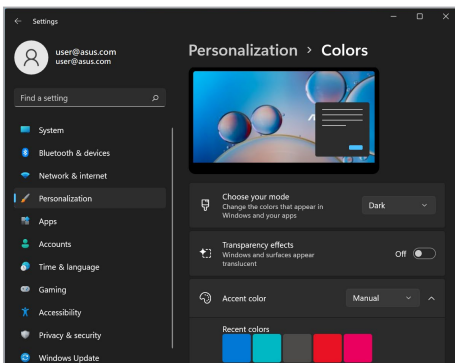 Settings
user@asus.com
user@asus.com
Find a setting
System
Bluetooth & devices
Network & internet
Personalization
Apps
Accounts
Time & language
Gaming
Accessibility
Privacy & security
Windows Update
Personalization > Colors
Choose your mode
Change the colors that appear in
Windows and your apps
Dark
Transparency effects
Windows and surfaces appear
translucent
Off
Accent color
Manual
Recent colors